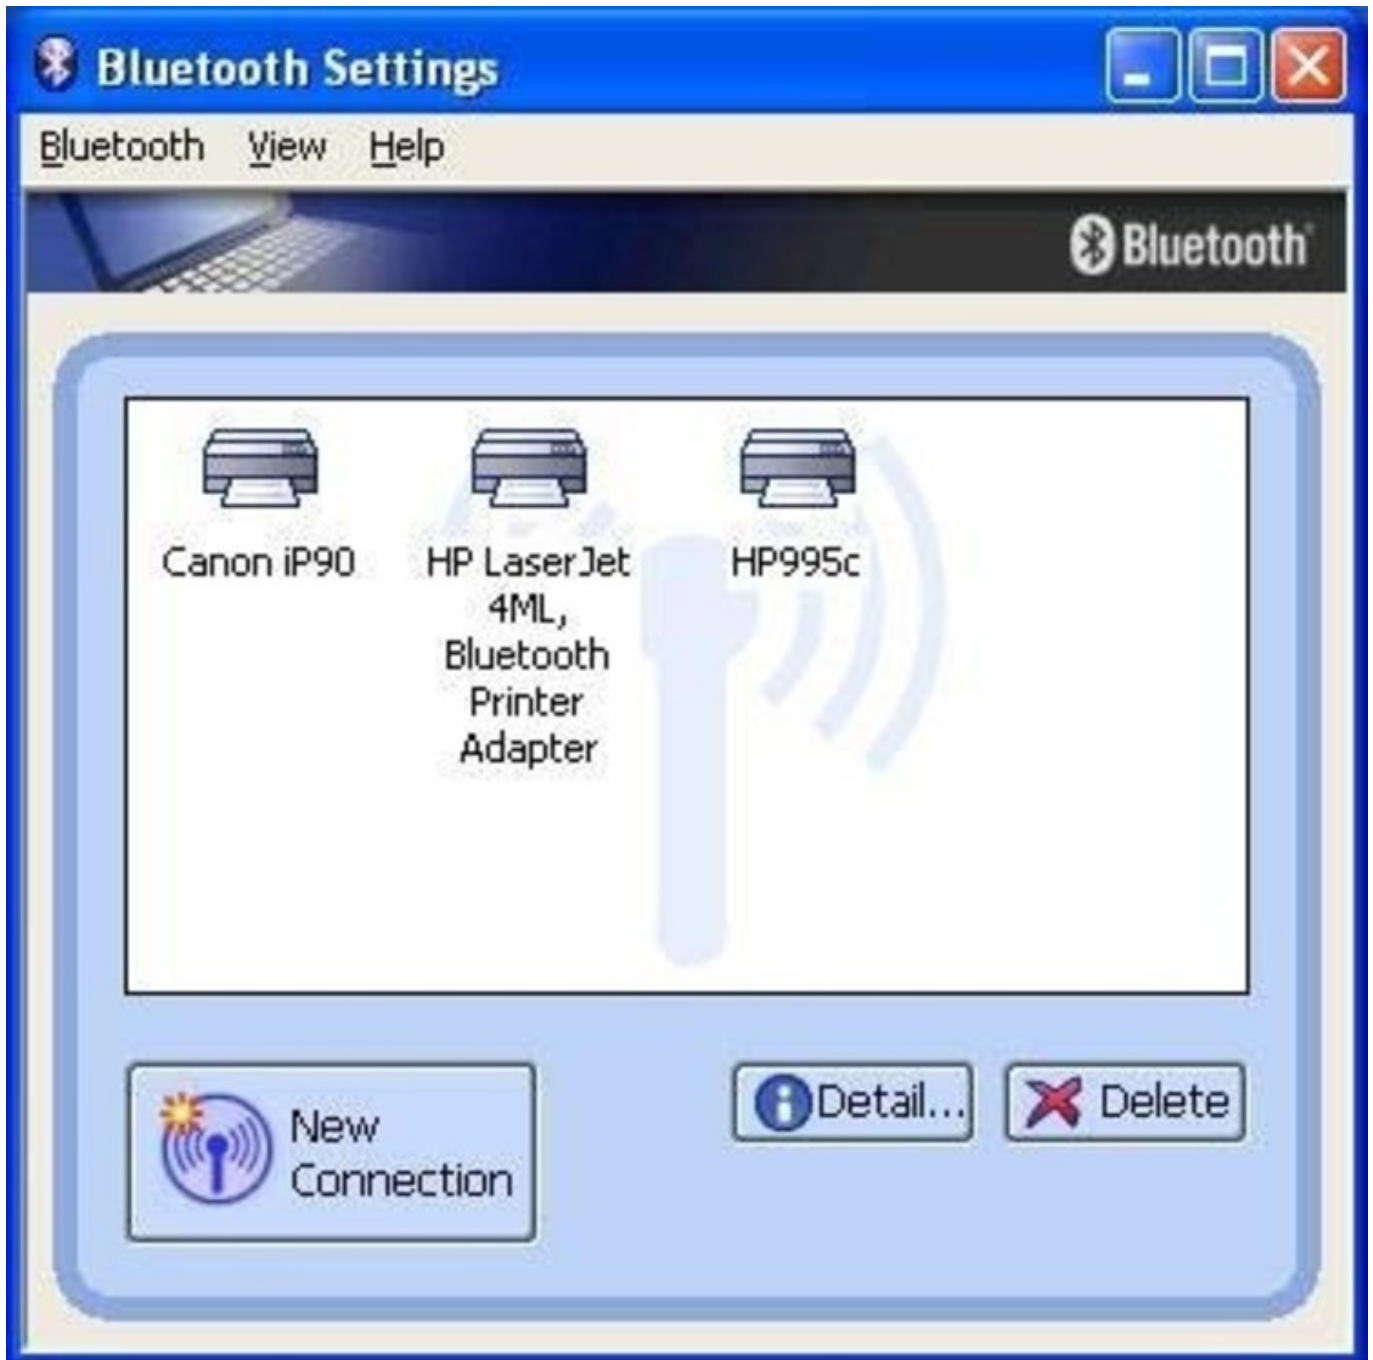 Bluetooth Settings
Bluetooth View Help
Bluetooth
Canon iP90
HP LaserJet
4ML,
Bluetooth
Printer
Adapter
HP995c
New
Connection
Detail...
Delete